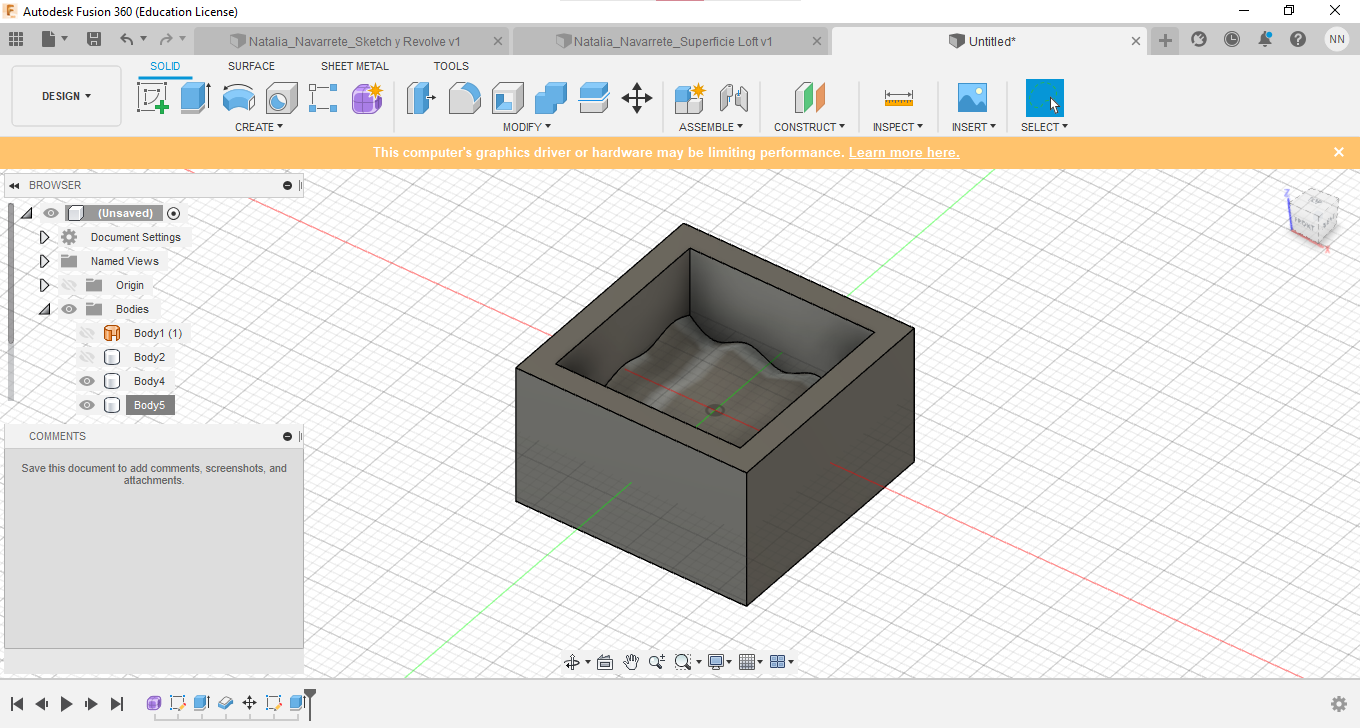 Autodesk Fusion 360 (Education License)
Natalia_Navarrete_Sketch y Revolve v1
Natalia_Navarrete_Superficie Loft v1
Untitled*
NN
SOLID SURFACE SHEET METAL TOOLS
DESIGN
CREATE MODIFY ASSEMBLE CONSTRUCT INSPECT INSERT SELECT
This computer's graphics driver or hardware may be limiting performance. Learn more here.
BROWSER
(Unsaved)
Document Settings
Named Views
Origin
Bodies
Body1 (1)
Body2
Body4
Body5
COMMENTS
Save this document to add comments, screenshots, and
attachments.
Z
FRONT
X